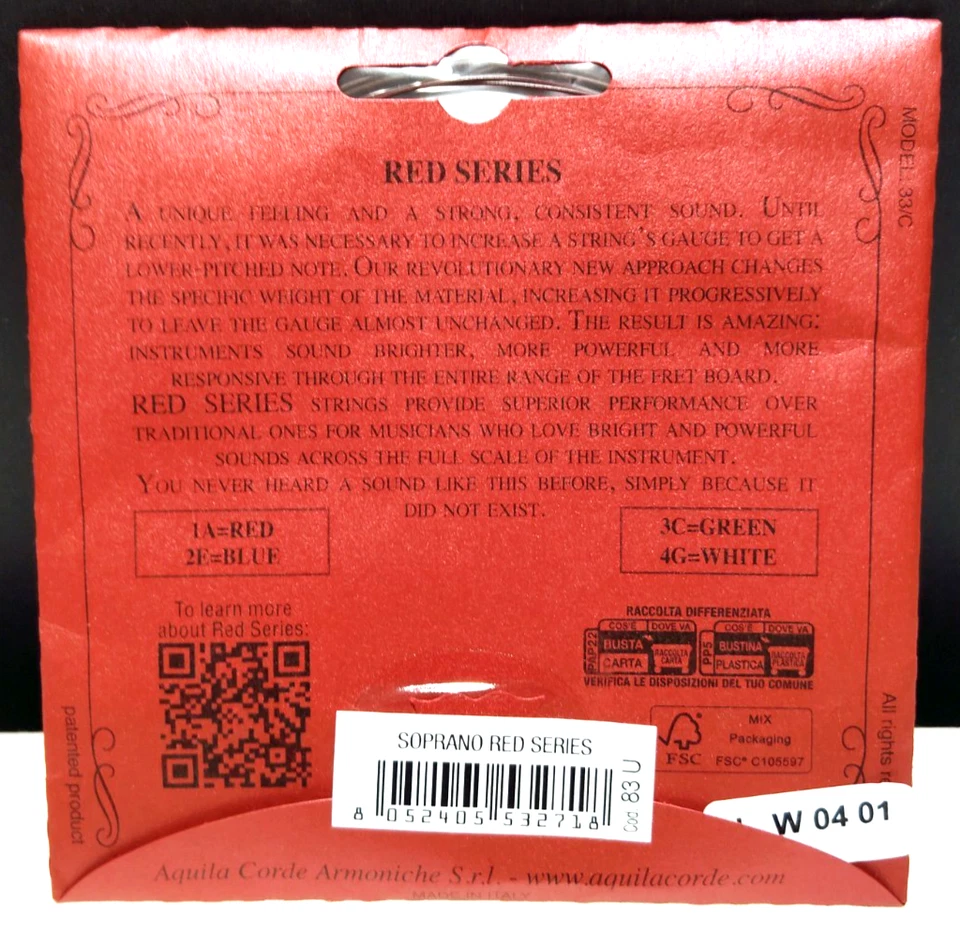 RED SERIES
A UNIQUE FEELING AND A STRONG, CONSISTENT SOUND. UNTIL
RECENTLY, IT WAS NECESSARY TO INCREASE A STRING'S GAUGE TO GET A
LOWER-PITCHED NOTE. OUR REVOLUTIONARY NEW APPROACH CHANGES
THE SPECIFIC WEIGHT OF THE MATERIAL, INCREASING IT PROGRESSIVELY
TO LEAVE THE GAUGE ALMOST UNCHANGED. THE RESULT IS AMAZING:
INSTRUMENTS SOUND BRIGHTER, MORE POWERFUL AND MORE
RESPONSIVE THROUGH THE ENTIRE RANGE OF THE FRET BOARD.
RED SERIES STRINGS PROVIDE SUPERIOR PERFORMANCE OVER
TRADITIONAL ONES FOR MUSICIANS WHO LOVE BRIGHT AND POWERFUL
SOUNDS ACROSS THE FULL SCALE OF THE INSTRUMENT.
YOU NEVER HEARD A SOUND LIKE THIS BEFORE, SIMPLY BECAUSE IT
DID NOT EXIST.
1A=RED
2E=BLUE
3C=GREEN
4G=WHITE
To learn more
about Red Series:
RACCOLTA DIFFERENZIATA
COS'È DOVE VA
PAP22
BUSTA
CARTA
RACCOLTA
CARTA
COS'È DOVE VA
PP5
BUSTINA
PLASTICA
RACCOLTA
PLASTICA
VERIFICA LE DISPOSIZIONI DEL TUO COMUNE
FSC
MIX
Packaging
FSC® C105597
SOPRANO RED SERIES
8 052405 532718
Cod. 83 U
W 04 01
Aquila Corde Armoniche S.r.l. - www.aquilacorde.com
MADE IN ITALY
MODEL 33/C
All rights
patented product